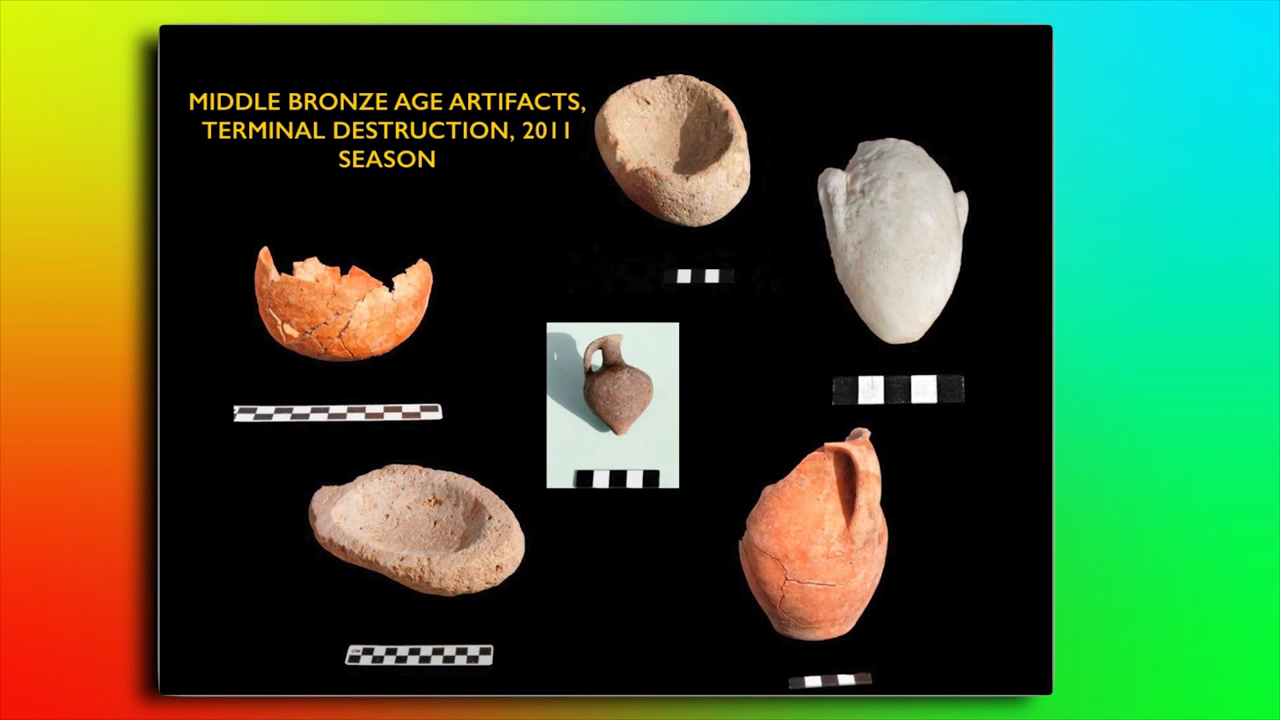 MIDDLE BRONZE AGE ARTIFACTS,
TERMINAL DESTRUCTION, 2011
SEASON